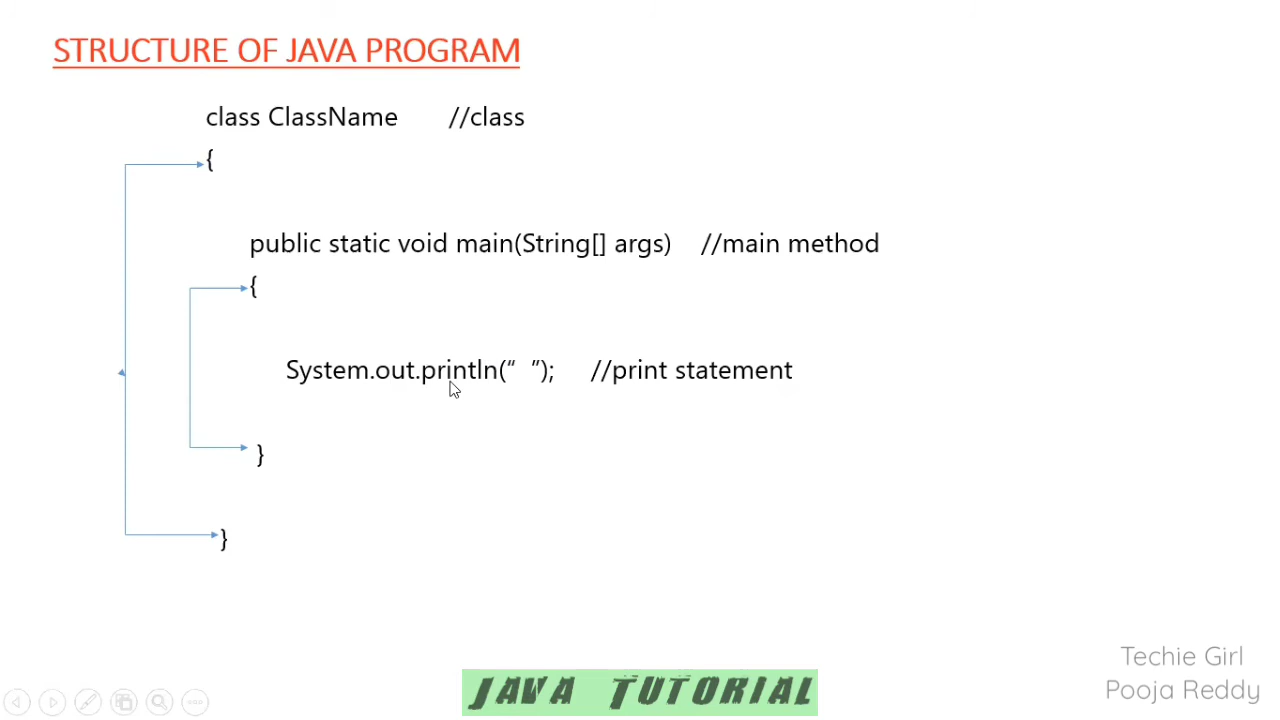 STRUCTURE OF JAVA PROGRAM
class ClassName //class
{
public static void main(String[] args) //main method
{
System.out.println(“ ”); //print statement
}
}
Techie Girl
Pooja Reddy
JAVA TUTORIAL